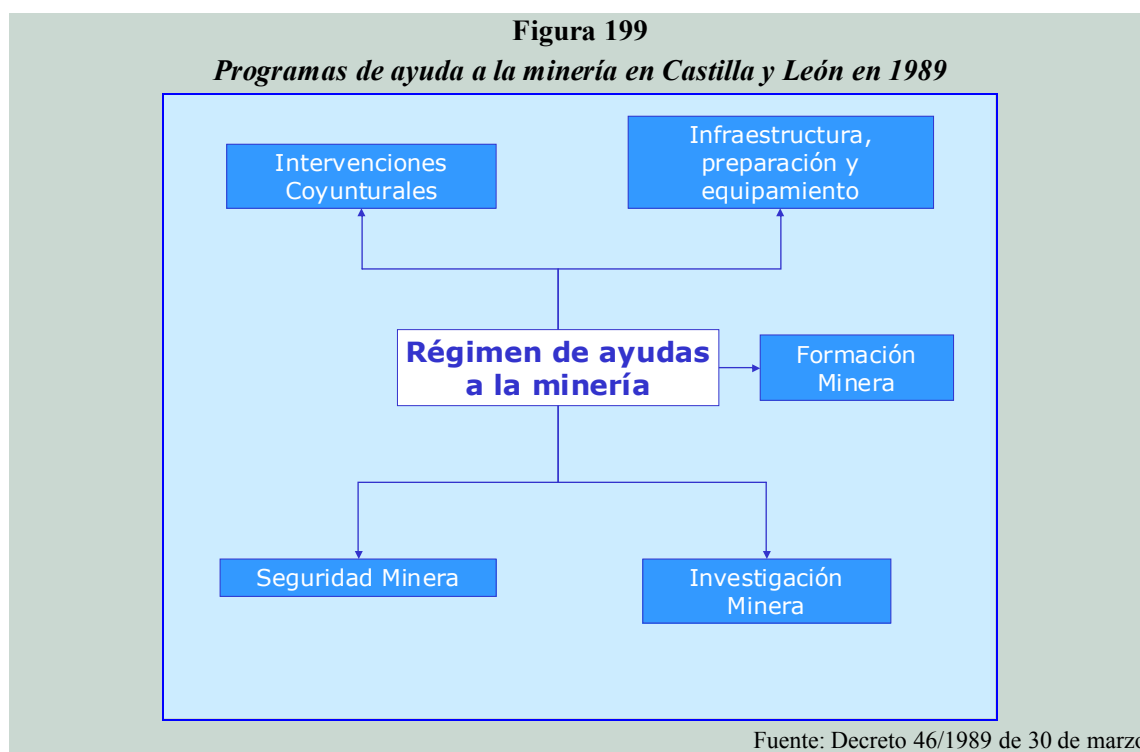 Figura 199
Programas de ayuda a la minería en Castilla y León en 1989
Intervenciones
Coyunturales
Infraestructura,
preparación y
equipamiento
Régimen de ayudas
a la minería
Formación
Minera
Seguridad Minera
Investigación
Minera
Fuente: Decreto 46/1989 de 30 de marzo